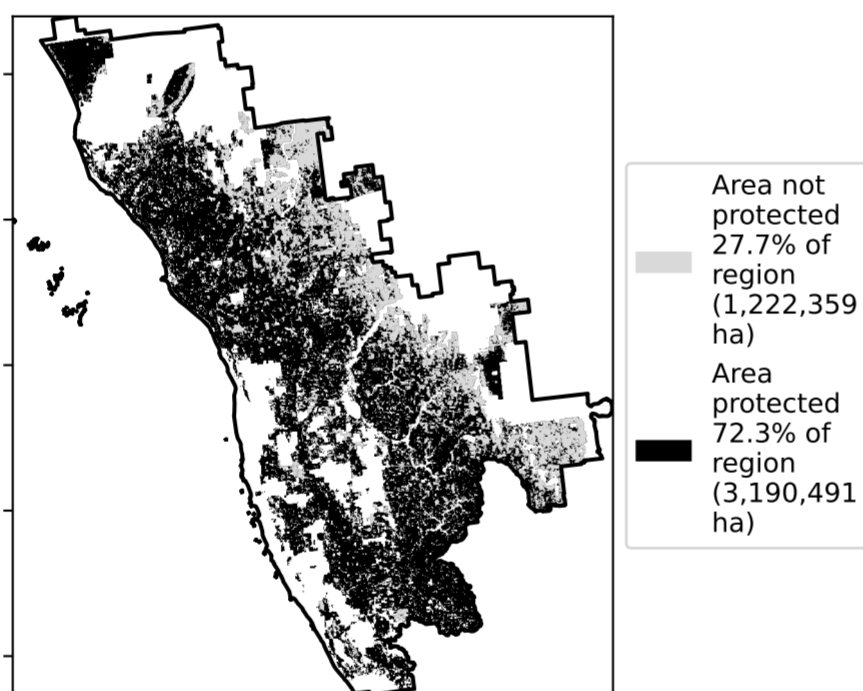 Area not
protected
27.7% of
region
(1,222,359
ha)
Area
protected
72.3% of
region
(3,190,491
ha)